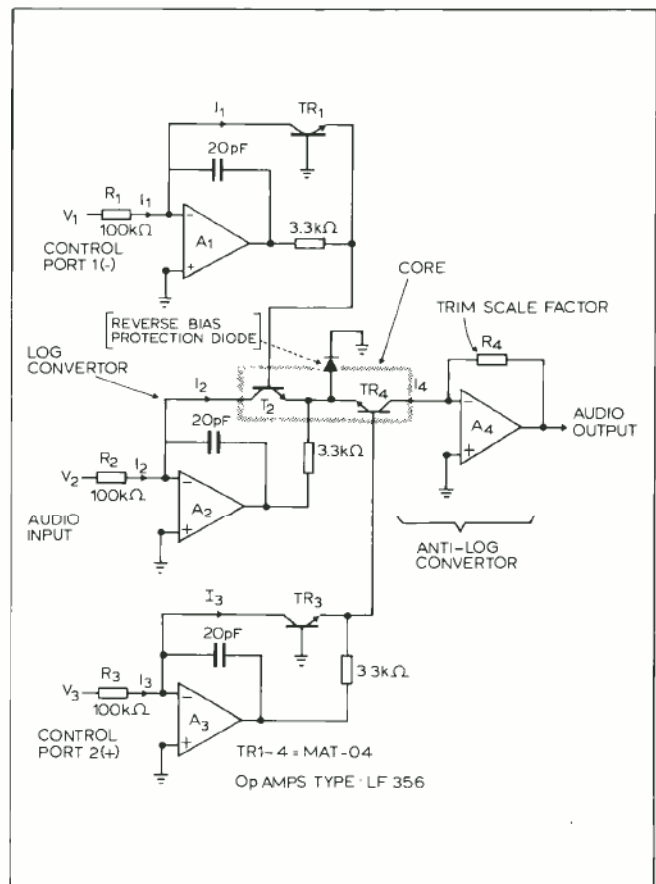 I₁ TR₁
20pF
R₁ I₁
V₁
100kΩ
−
A₁
+
3.3kΩ
CONTROL
PORT 1(-)
CORE
TRIM SCALE FACTOR
[REVERSE BIAS
PROTECTION DIODE]
LOG
CONVERTOR
R₄
I₂
T₂
TR₄
I₄
−
A₄
+
AUDIO
OUTPUT
20pF
3.3kΩ
R₂ I₂
V₂
100kΩ
−
A₂
+
AUDIO
INPUT
ANTI-LOG
CONVERTOR
I₃ TR₃
20pF
3.3kΩ
R₃ I₃
V₃
100kΩ
−
A₃
+
CONTROL
PORT 2(+)
TR1-4 = MAT-04
Op AMPS TYPE: LF 356